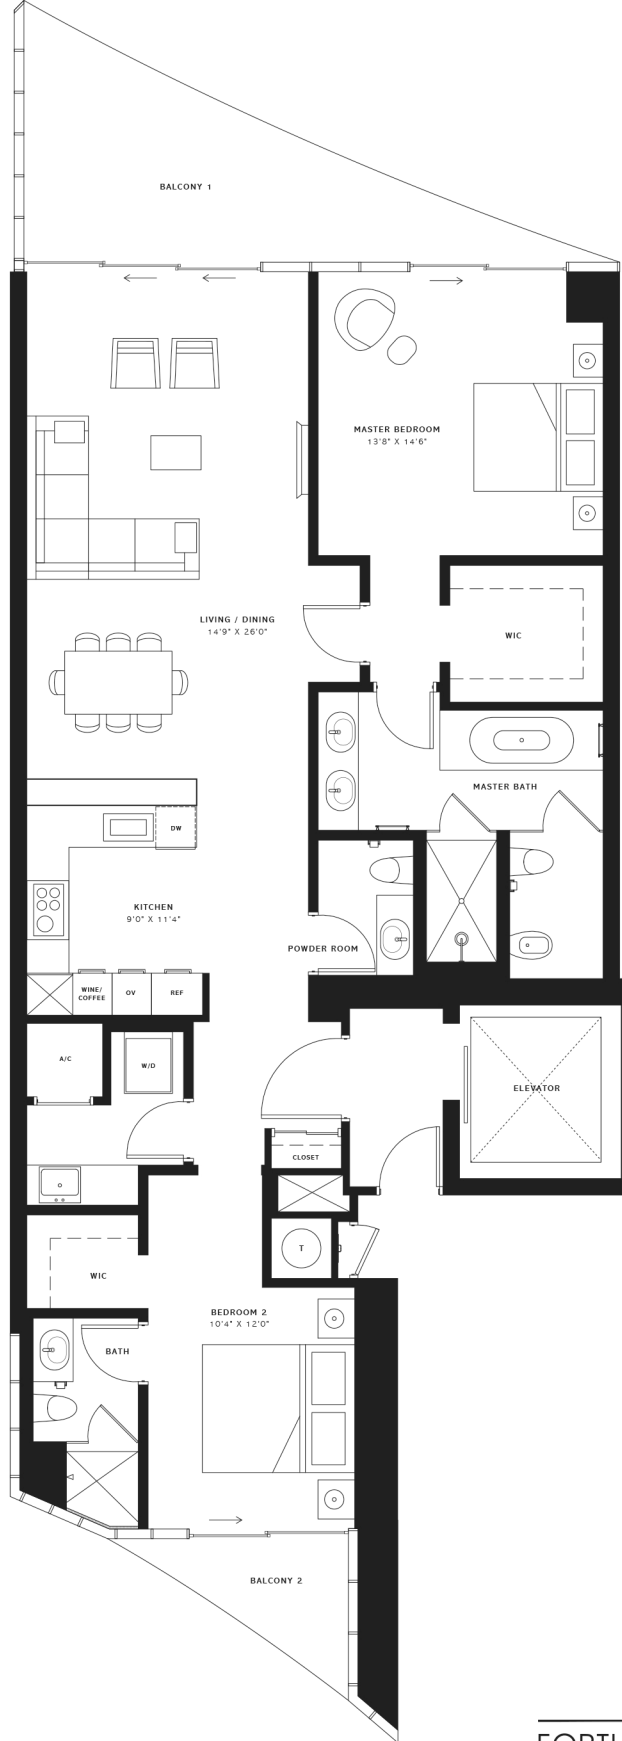 BALCONY 1
MASTER BEDROOM
13'8" X 14'6"
LIVING / DINING
14'9" X 26'0"
WIC
MASTER BATH
DW
KITCHEN
9'0" X 11'4"
POWDER ROOM
WINE/
COFFEE
OV
REF
A/C
W/D
ELEVATOR
CLOSET
T
WIC
BEDROOM 2
10'4" X 12'0"
BATH
BALCONY 2